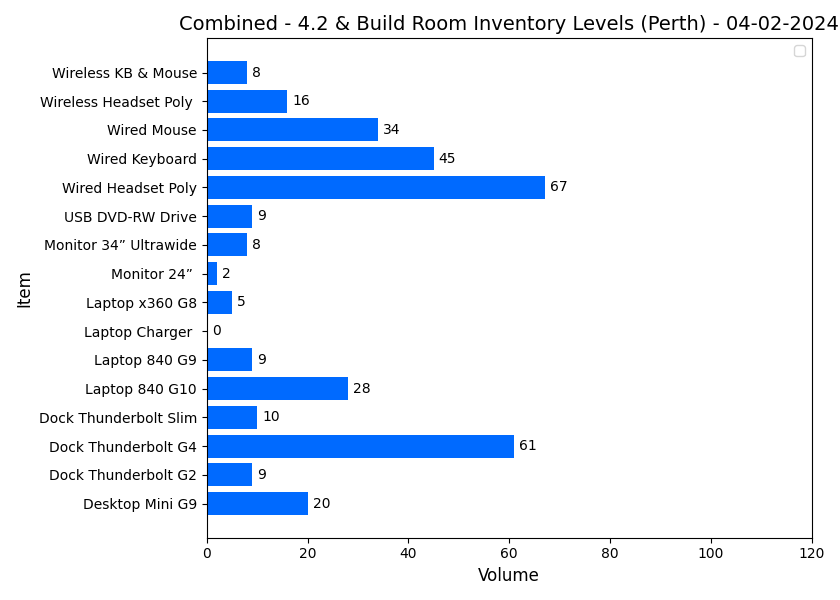 Combined - 4.2 & Build Room Inventory Levels (Perth) - 04-02-2024
Wireless KB & Mouse 8
Wireless Headset Poly 16
Wired Mouse 34
Wired Keyboard 45
Wired Headset Poly 67
USB DVD-RW Drive 9
Monitor 34” Ultrawide 8
Monitor 24” 2
Laptop x360 G8 5
Laptop Charger 0
Laptop 840 G9 9
Laptop 840 G10 28
Dock Thunderbolt Slim 10
Dock Thunderbolt G4 61
Dock Thunderbolt G2 9
Desktop Mini G9 20
Item
0 20 40 60 80 100 120
Volume